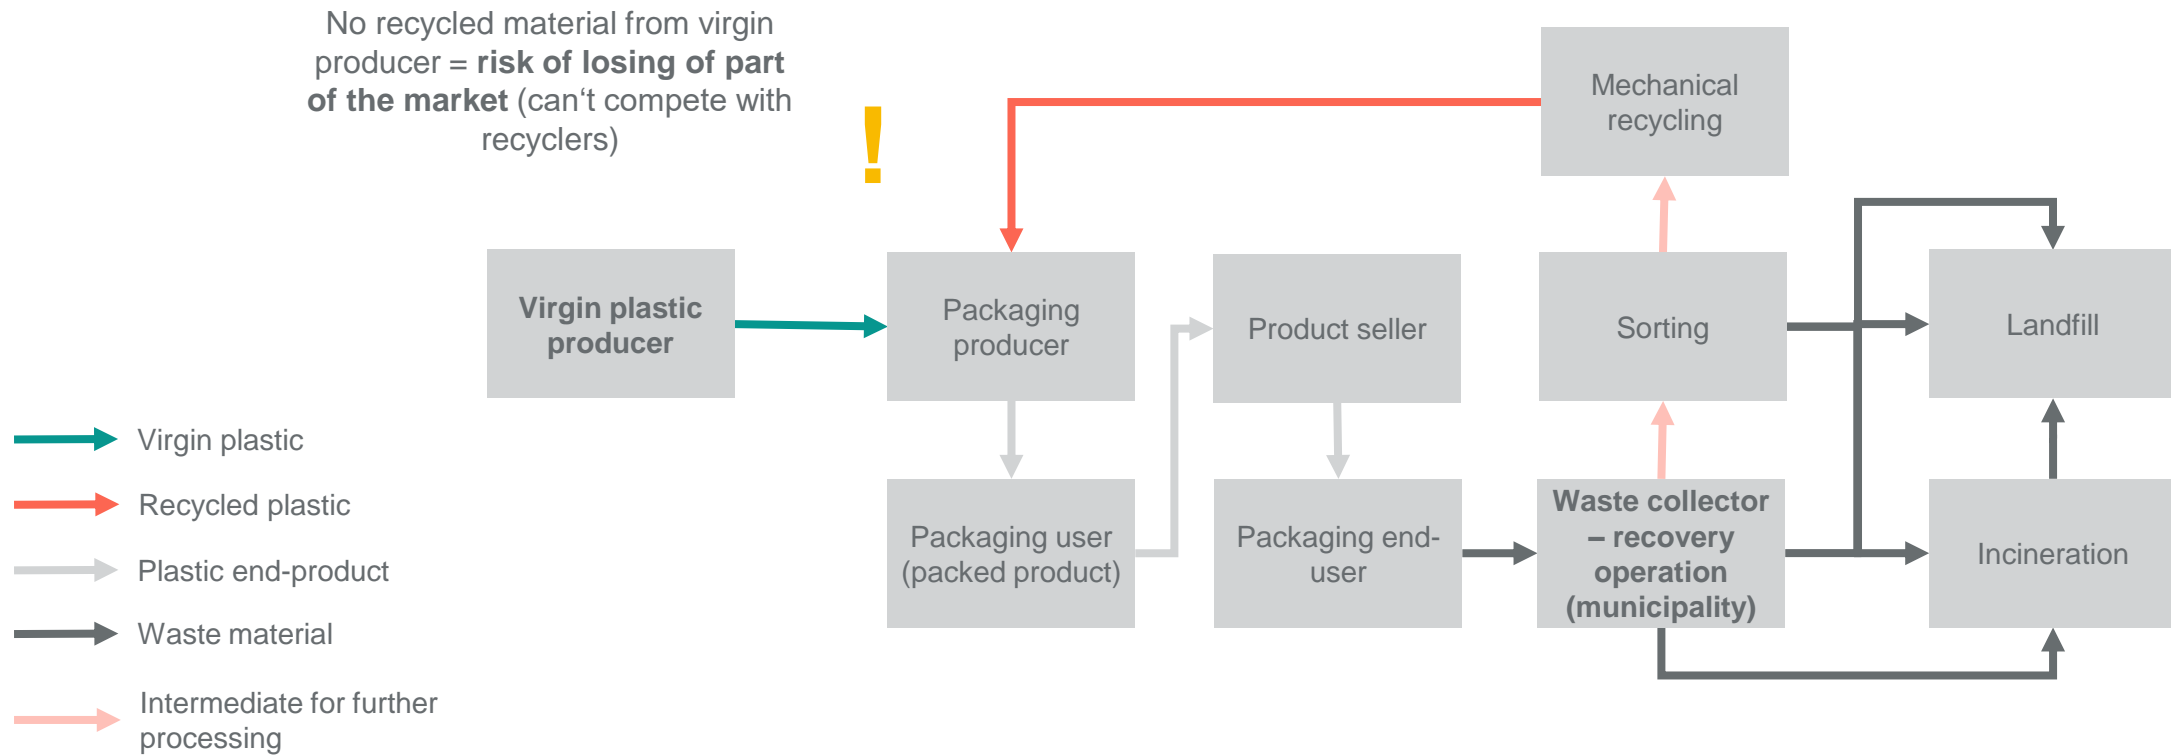 No recycled material from virgin
producer = risk of losing of part
of the market (can‘t compete with
recyclers)
!
Mechanical
recycling
Virgin plastic
producer
Packaging
producer
Product seller
Sorting
Landfill
Packaging user
(packed product)
Packaging end-
user
Waste collector
– recovery
operation
(municipality)
Incineration
Virgin plastic
Recycled plastic
Plastic end-product
Waste material
Intermediate for further
processing